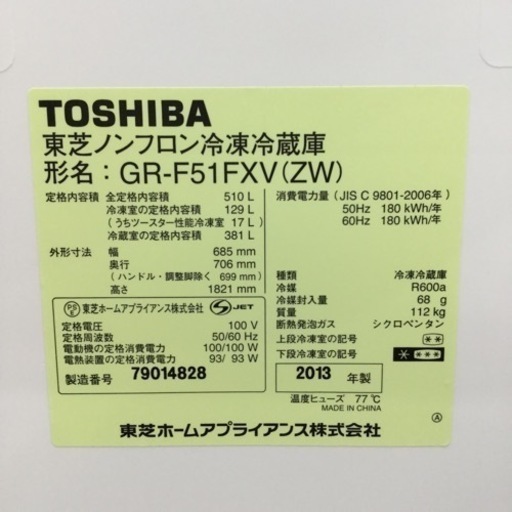 TOSHIBA
東芝ノンフロン冷凍冷蔵庫
形名：GR-F51FXV(ZW)
定格内容積 全定格内容積 510 L
冷凍室の定格内容積 129 L
(うちツースター性能冷凍室 17 L)
冷蔵室の定格内容積 381 L
外形寸法 幅 685 mm
奥行 706 mm
(ハンドル・調整脚除く 699 mm)
高さ 1821 mm
PSE 東芝ホームアプライアンス株式会社 JET
定格電圧 100 V
定格周波数 50/60 Hz
電動機の定格消費電力 100/100 W
電熱装置の定格消費電力 93/ 93 W
製造番号 79014828
消費電力量 (JIS C 9801-2006年)
50Hz 180 kWh/年
60Hz 180 kWh/年
種類 冷凍冷蔵庫
冷媒 R600a
冷媒封入量 68 g
質量 112 kg
断熱発泡ガス シクロペンタン
上段冷凍室の記号 **
下段冷凍室の記号 * ***
2013 年製
温度ヒューズ 77℃
MADE IN CHINA
東芝ホームアプライアンス株式会社
Ⓐ